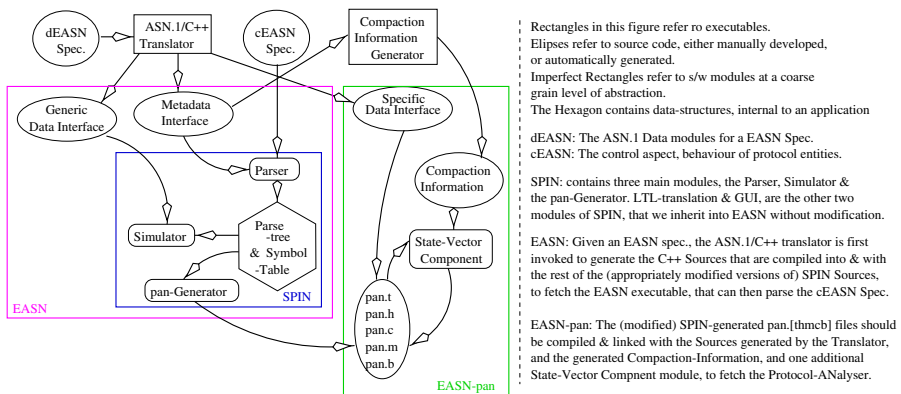 dEASN
Spec.
ASN.1/C++
Translator
cEASN
Spec.
Compaction
Information
Generator
Generic
Data Interface
Metadata
Interface
Specific
Data Interface
Parser
Compaction
Information
Simulator
Parse
-tree
& Symbol
-Table
State-Vector
Component
pan-Generator
SPIN
EASN
pan.t
pan.h
pan.c
pan.m
pan.b
EASN-pan
Rectangles in this figure refer ro executables.
Elipses refer to source code, either manually developed,
or automatically generated.
Imperfect Rectangles refer to s/w modules at a coarse
grain level of abstraction.
The Hexagon contains data-structures, internal to an application
dEASN: The ASN.1 Data modules for a EASN Spec.
cEASN: The control aspect, behaviour of protocol entities.
SPIN: contains three main modules, the Parser, Simulator &
the pan-Generator. LTL-translation & GUI, are the other two
modules of SPIN, that we inherit into EASN without modification.
EASN: Given an EASN spec., the ASN.1/C++ translator is first
invoked to generate the C++ Sources that are compiled into & with
the rest of the (appropriately modified versions of) SPIN Sources,
to fetch the EASN executable, that can then parse the cEASN Spec.
EASN-pan: The (modified) SPIN-generated pan.[thmcb] files should
be compiled & linked with the Sources generated by the Translator,
and the generated Compaction-Information, and one additional
State-Vector Compnent module, to fetch the Protocol-ANalyser.